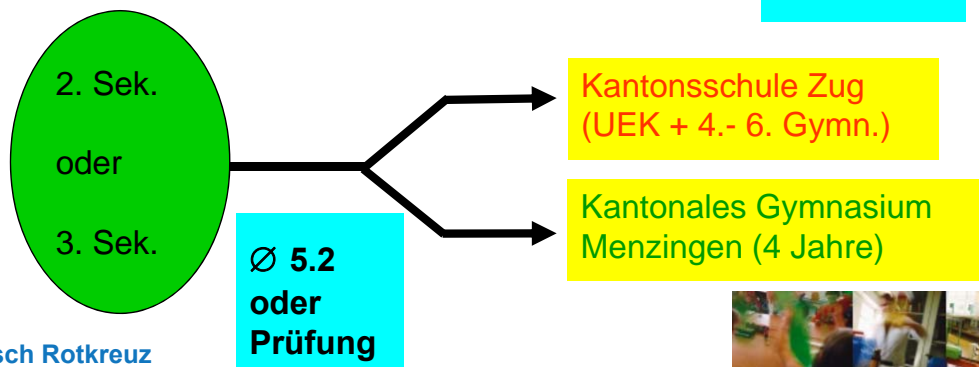 2. Sek.
oder
3. Sek.
∅ 5.2
oder
Prüfung
Kantonsschule Zug
(UEK + 4.- 6. Gymn.)
Kantonales Gymnasium
Menzingen (4 Jahre)
Rotkreuz